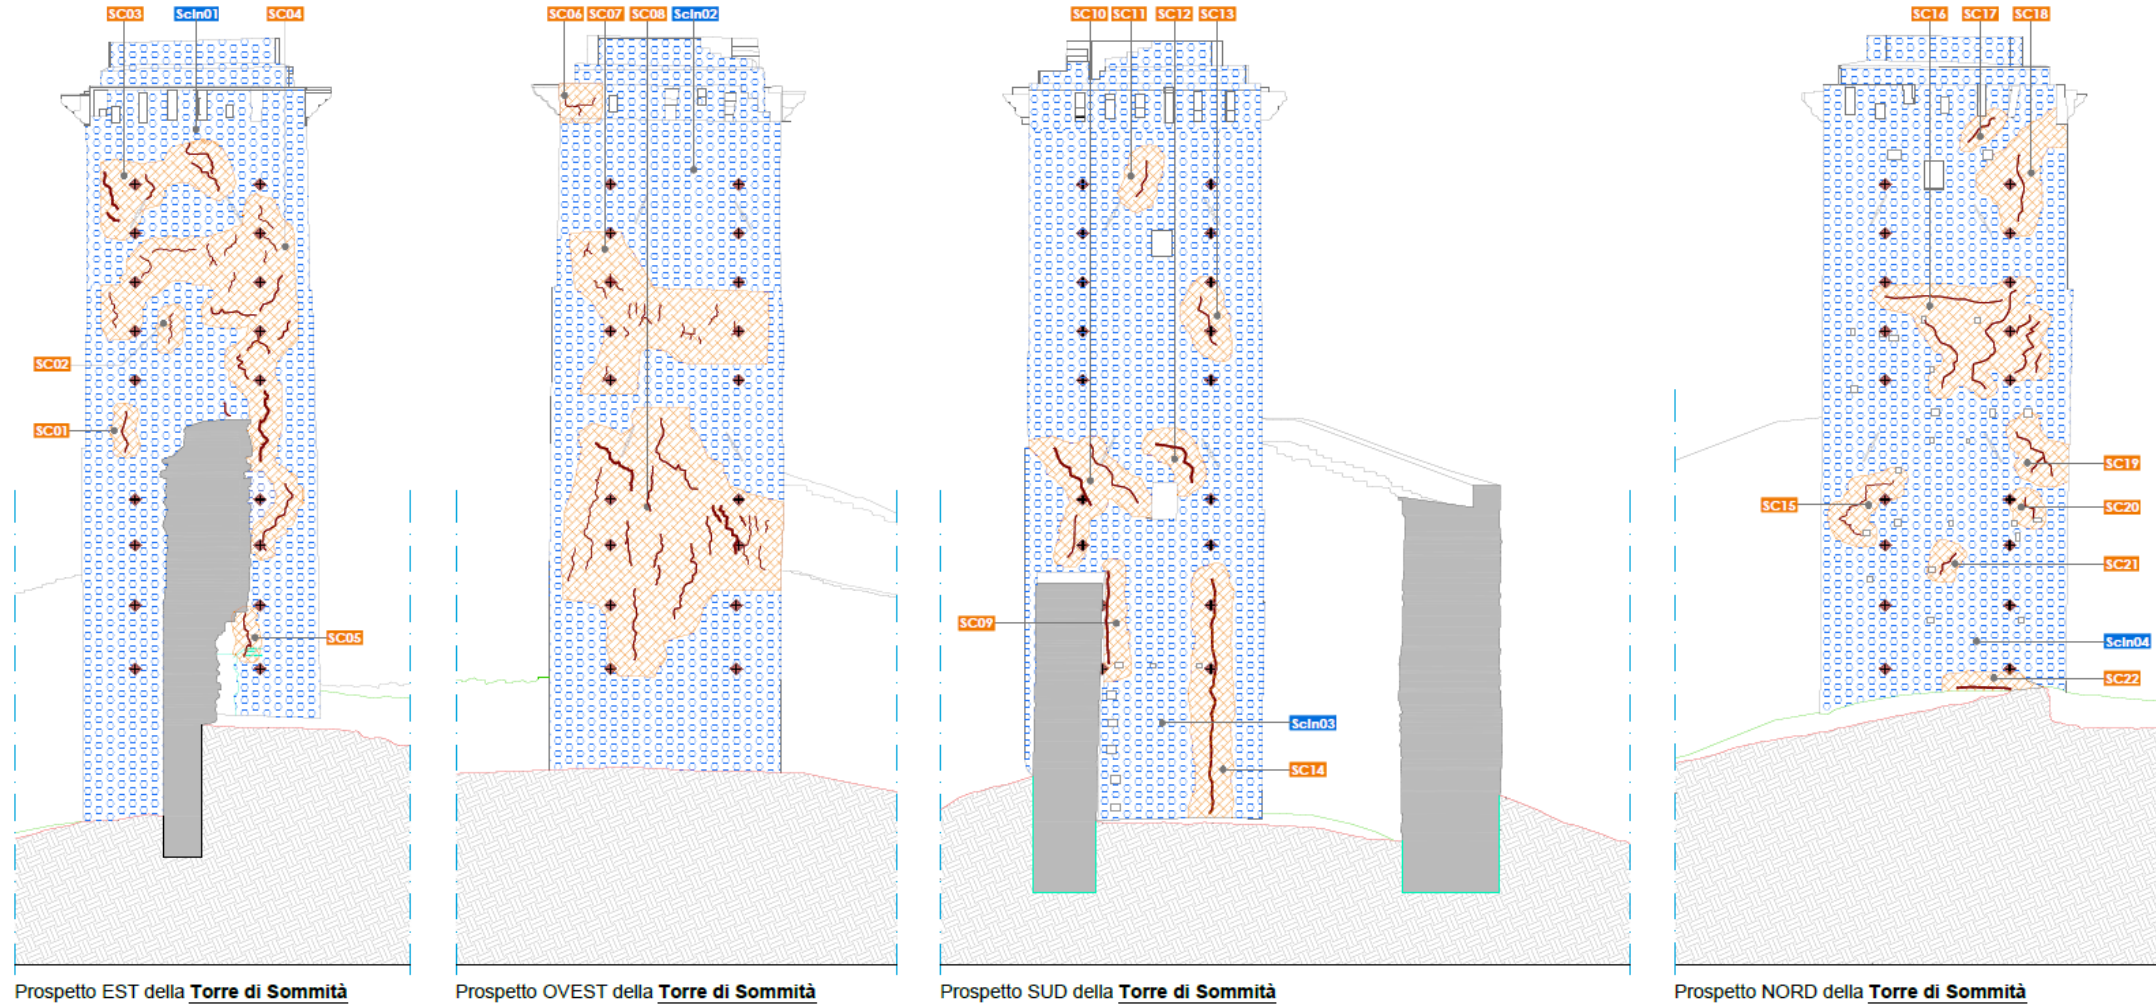 SC03 ScIn01 SC04 SC06 SC07 SC08 ScIn02 SC10 SC11 SC12 SC13 SC16 SC17 SC18
SC02
SC01
SC19
SC15 SC20
SC21
SC09
SC05 ScIn04
SC22
ScIn03
SC14
Prospetto EST della Torre di Sommità
Prospetto OVEST della Torre di Sommità
Prospetto SUD della Torre di Sommità
Prospetto NORD della Torre di Sommità